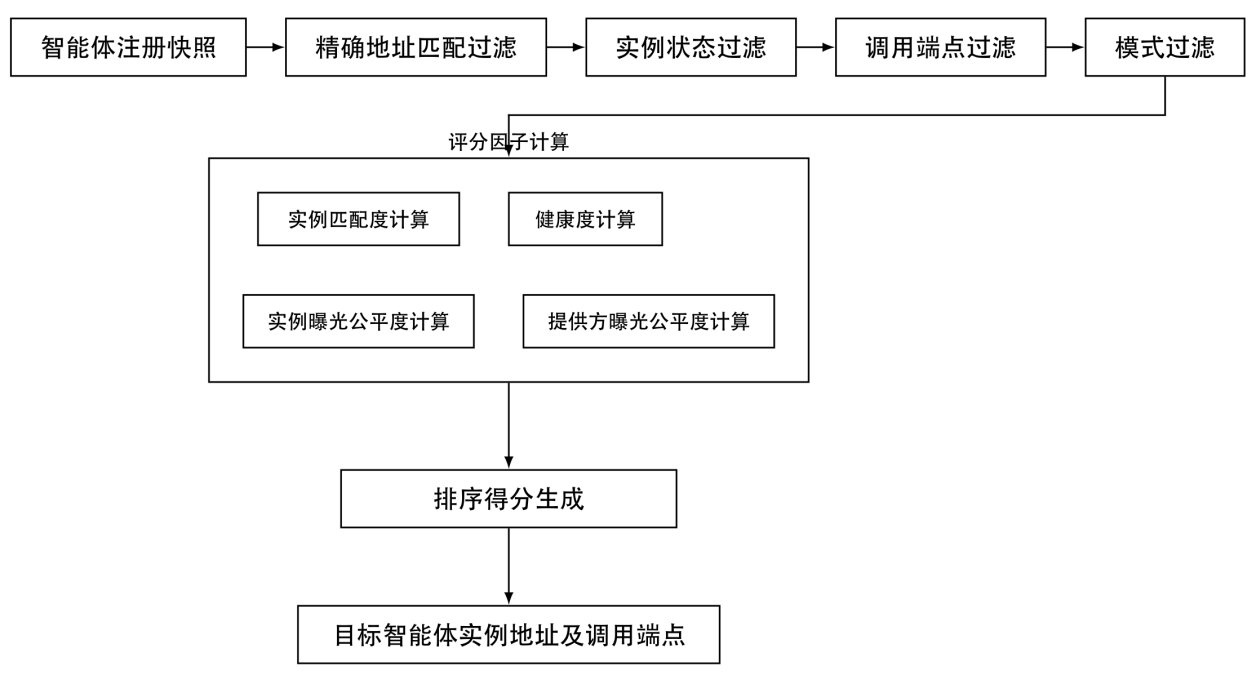 智能体注册快照
精确地址匹配过滤
实例状态过滤
调用端点过滤
模式过滤
评分因子计算
实例匹配度计算
健康度计算
实例曝光公平度计算
提供方曝光公平度计算
排序得分生成
目标智能体实例地址及调用端点